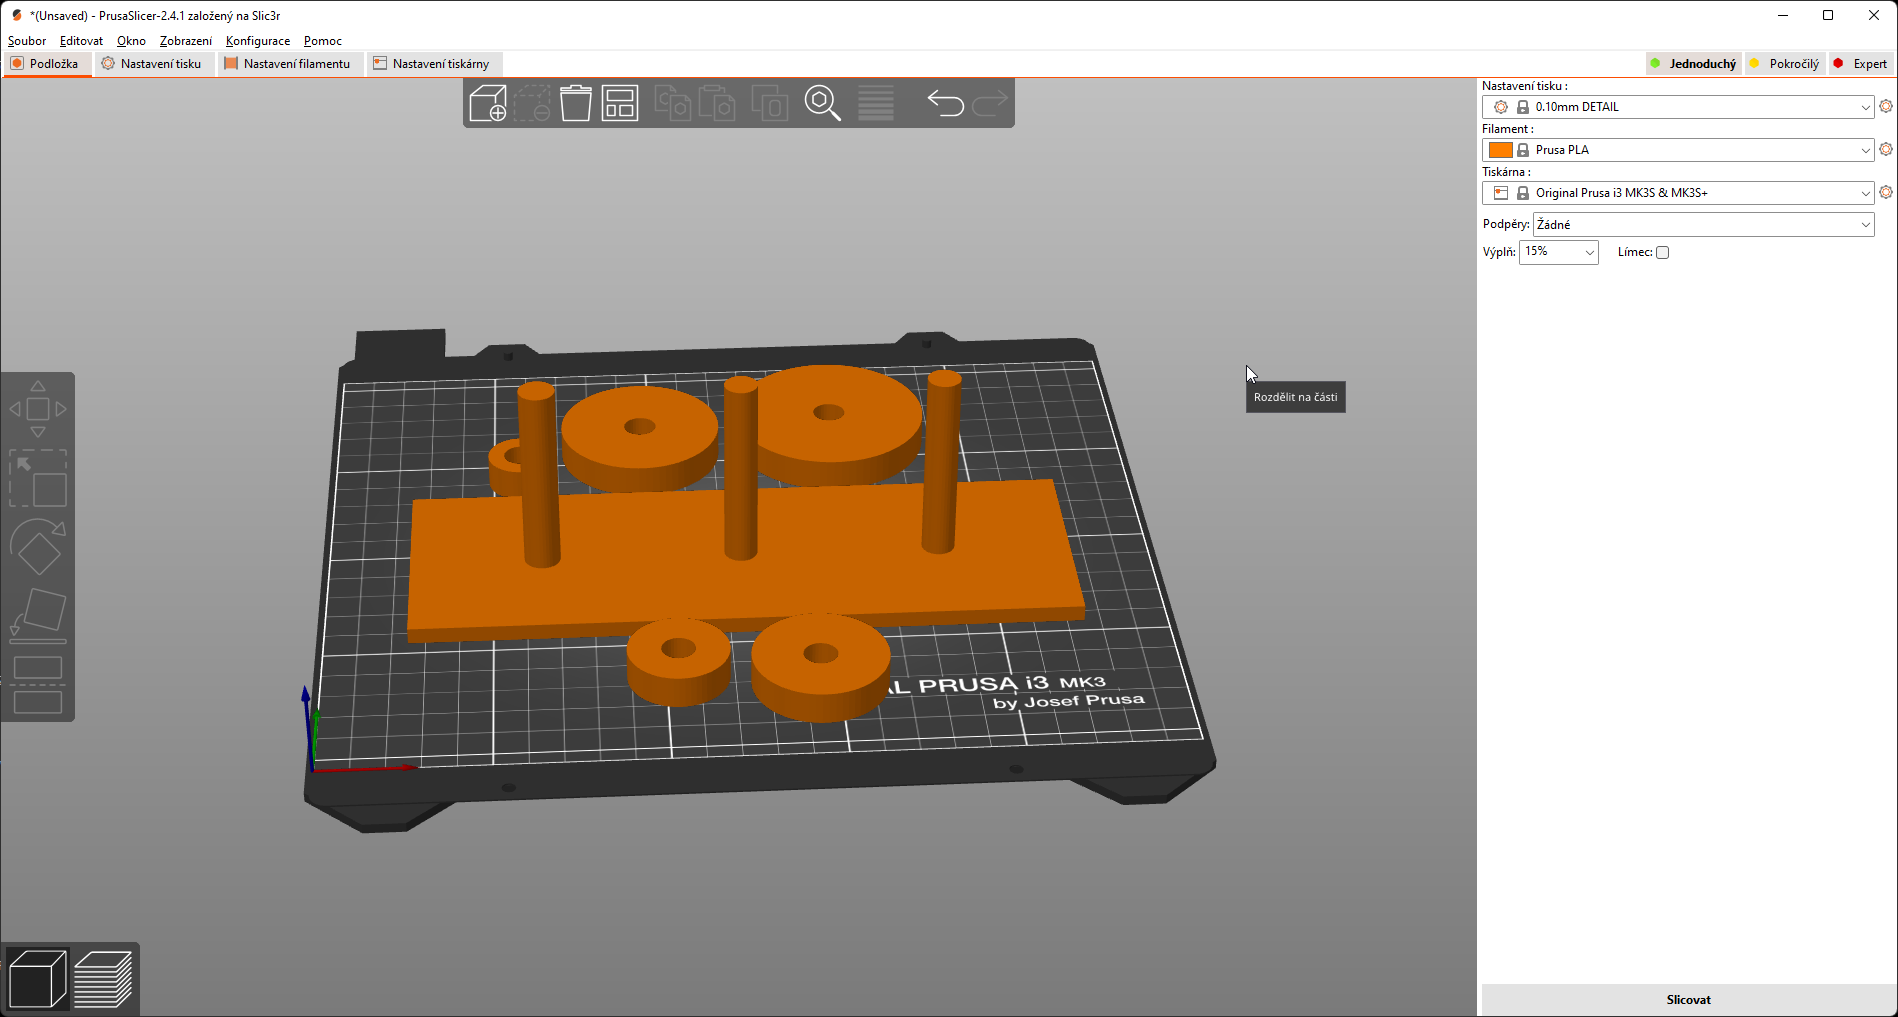 *(Unsaved) - PrusaSlicer-2.4.1 založený na Slic3r
Soubor Editovat Okno Zobrazení Konfigurace Pomoc
Podložka Nastavení tisku Nastavení filamentu Nastavení tiskárny Jednoduchý Pokročilý Expert
Nastavení tisku :
0.10mm DETAIL
Filament :
Prusa PLA
Tiskárna :
Original Prusa i3 MK3S & MK3S+
Podpěry: Žádné
Výplň: 15% Límec:
Rozdělit na části
AL PRUSA i3 MK3
by Josef Prusa
Slicovat